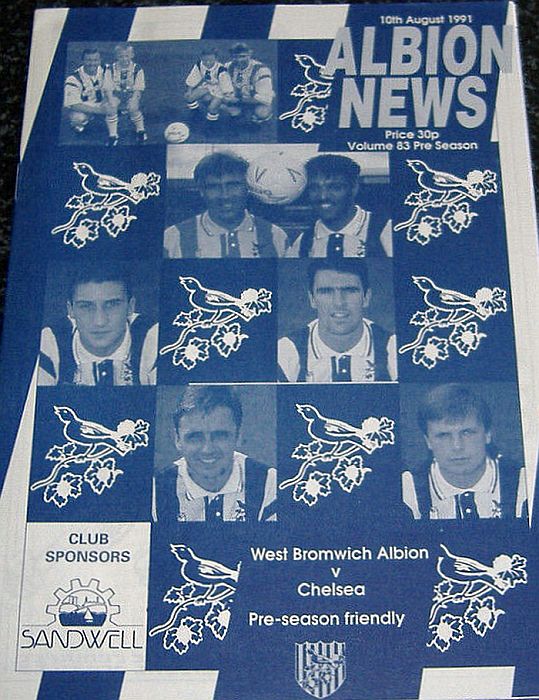 10th August 1991
ALBION
NEWS
Price 30p
Volume 83 Pre Season
CLUB
SPONSORS
SANDWELL
West Bromwich Albion
v
Chelsea
Pre-season friendly